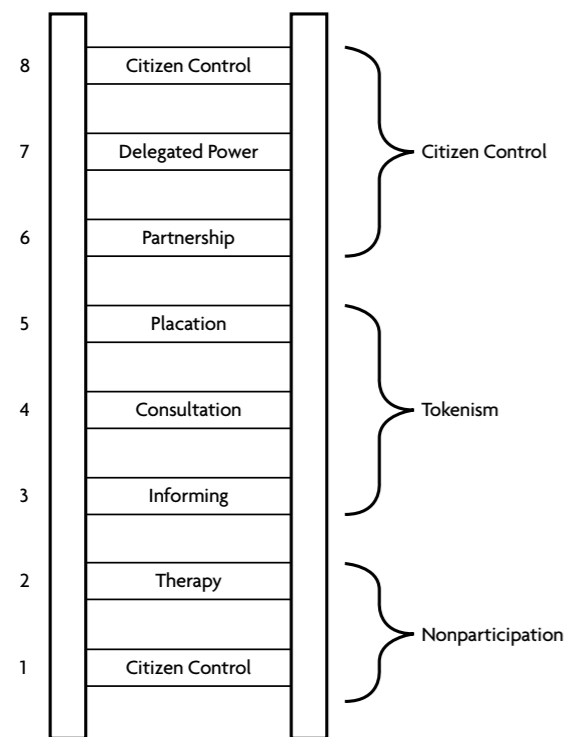 8 Citizen Control
7 Delegated Power Citizen Control
6 Partnership
5 Placation
4 Consultation Tokenism
3 Informing
2 Therapy
Nonparticipation
1 Citizen Control